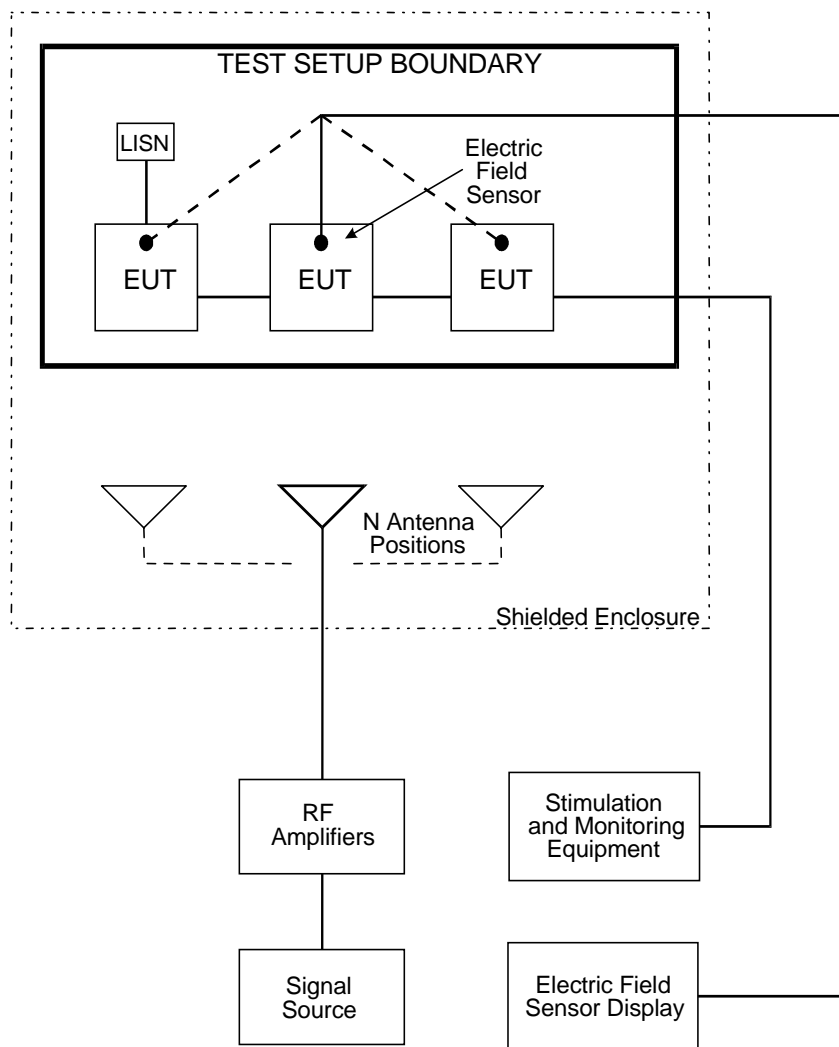 TEST SETUP BOUNDARY
LISN
Electric
Field
Sensor
EUT
EUT
EUT
N Antenna
Positions
Shielded Enclosure
RF
Amplifiers
Stimulation
and Monitoring
Equipment
Signal
Source
Electric Field
Sensor Display